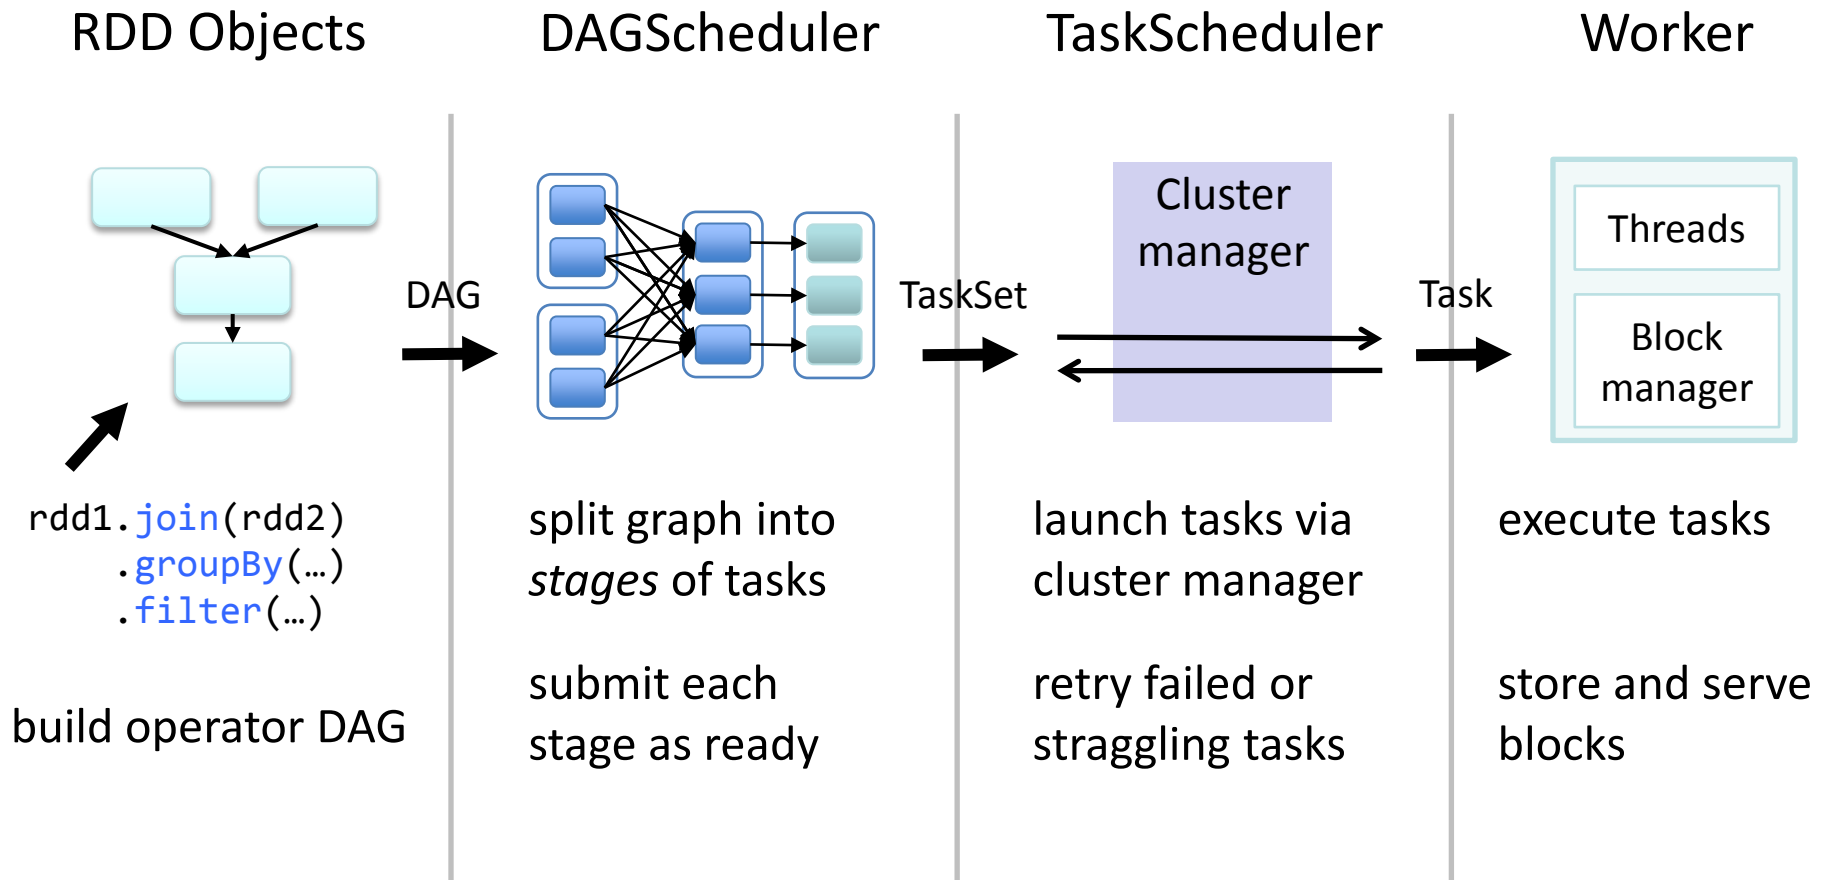 RDD Objects
DAGScheduler
TaskScheduler
Worker
DAG
TaskSet
Cluster
manager
Task
Threads
Block
manager
rdd1.join(rdd2)
.groupBy(…)
.filter(…)
build operator DAG
split graph into
stages of tasks
submit each
stage as ready
launch tasks via
cluster manager
retry failed or
straggling tasks
execute tasks
store and serve
blocks